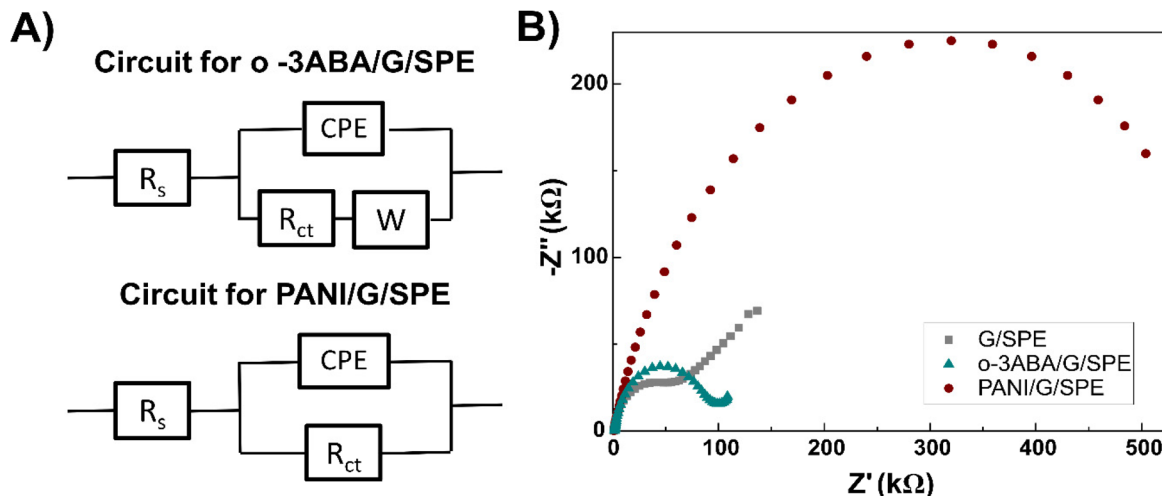 A)
Circuit for o -3ABA/G/SPE
CPE
Rs
Rct
W
Circuit for PANI/G/SPE
CPE
Rs
Rct
B)
-Z'' (kΩ)
200
100
0
0
100
200
300
400
500
Z' (kΩ)
G/SPE
o-3ABA/G/SPE
PANI/G/SPE